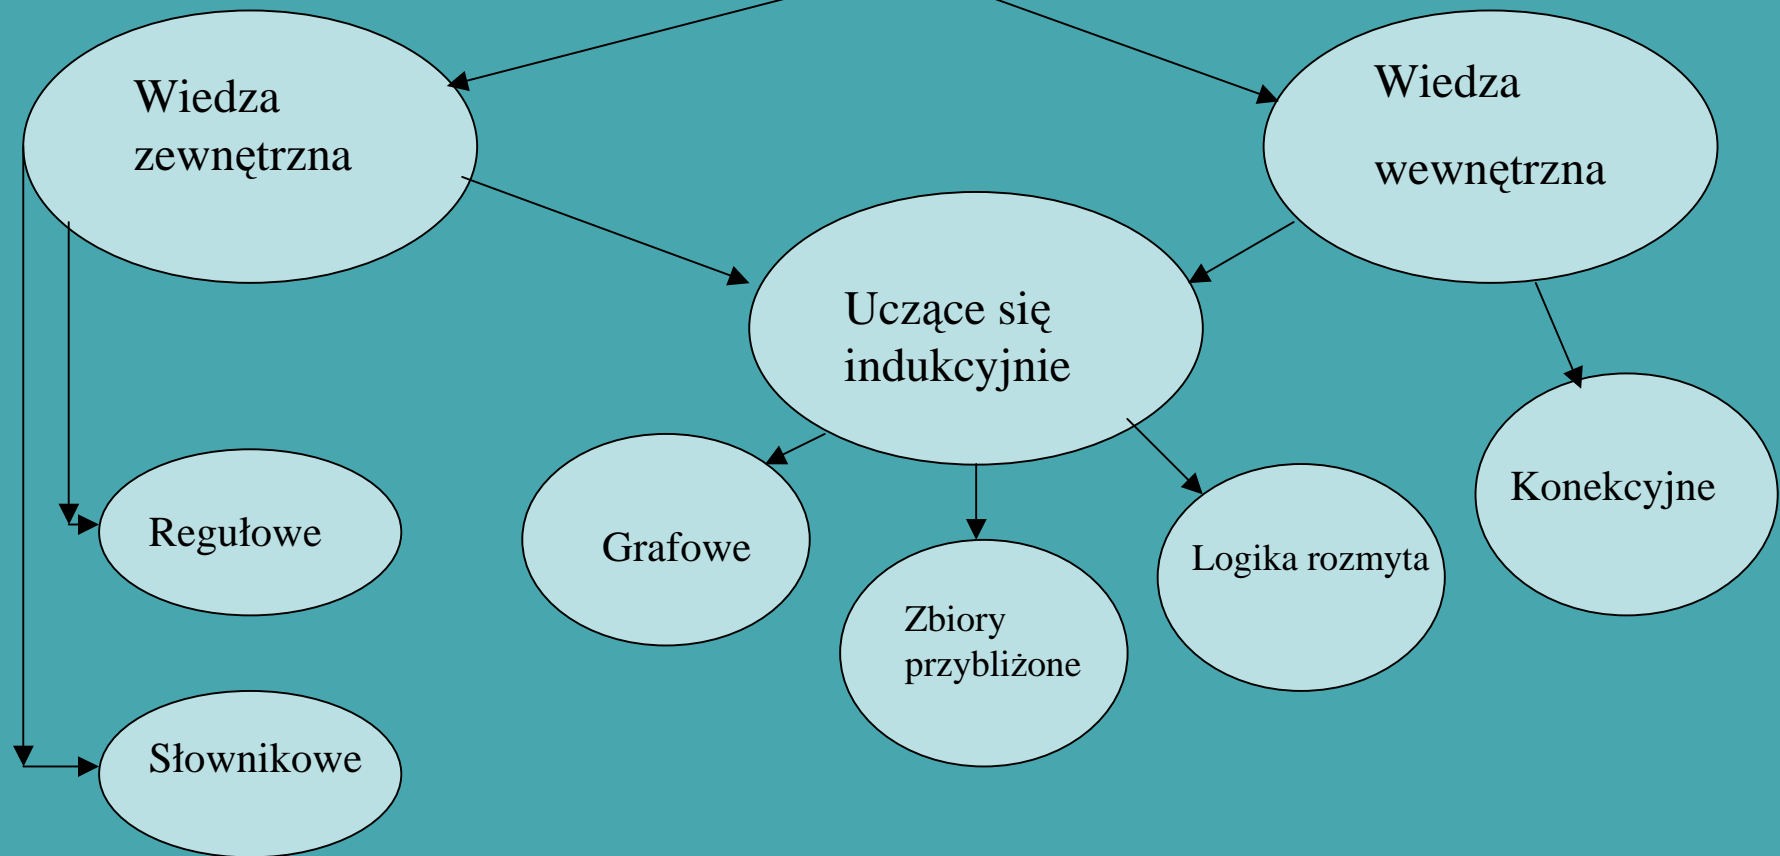 Wiedza
zewnętrzna
Wiedza
wewnętrzna
Uczące się
indukcyjnie
Konekcyjne
Regułowe
Grafowe
Logika rozmyta
Zbiory
przybliżone
Słownikowe